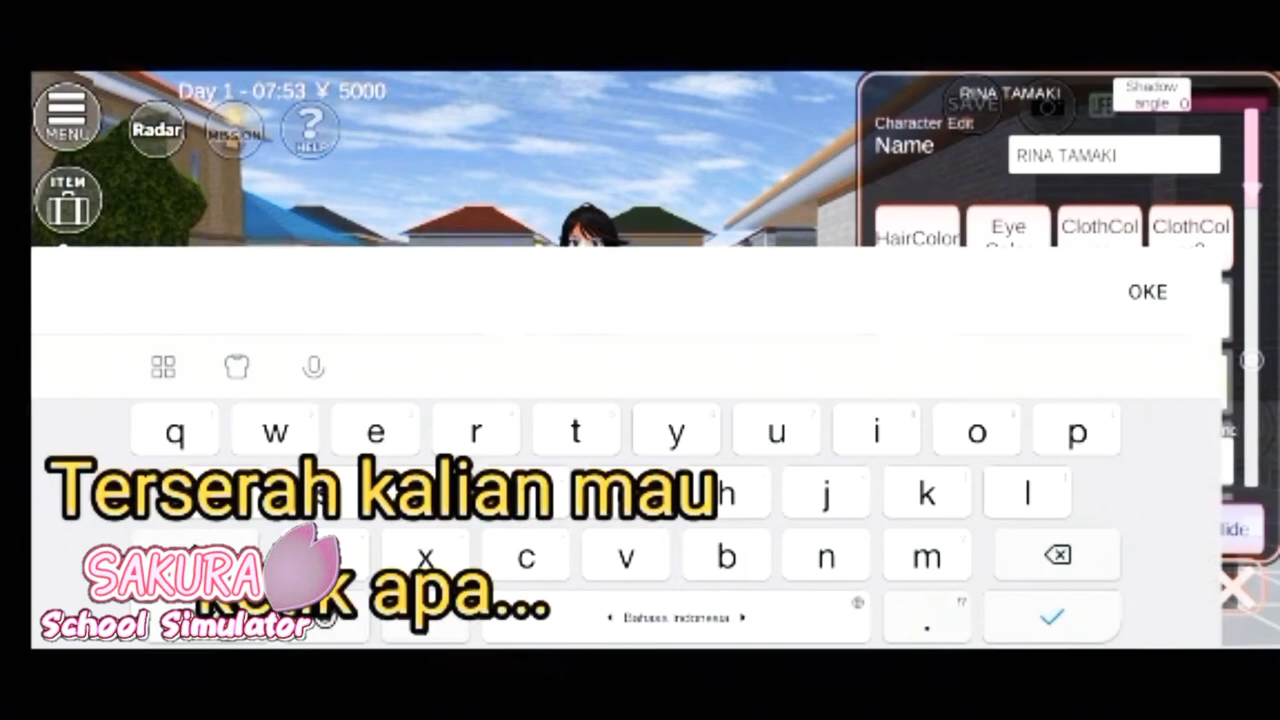 Day 1 - 07:53 ¥ 5000
MENU
Radar
MISSION
HELP
ITEM
RINA TAMAKI
SAVE
Shadow
angle 0
Character Edit
Name
RINA TAMAKI
HairColor
Eye
Color
ClothCol
ClothCol
OKE
q w e r t y u i o p
h j k l
x c v b n m
Bahasa Indonesia
.
Terserah kalian mau
apa...
SAKURA
School Simulator